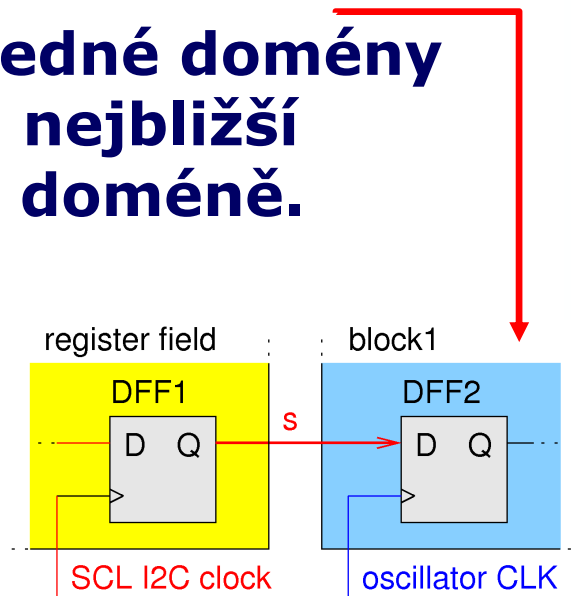 edné domény
nejbližší
doméně.
register field
block1
DFF1
DFF2
s
D Q
D Q
SCL I2C clock
oscillator CLK